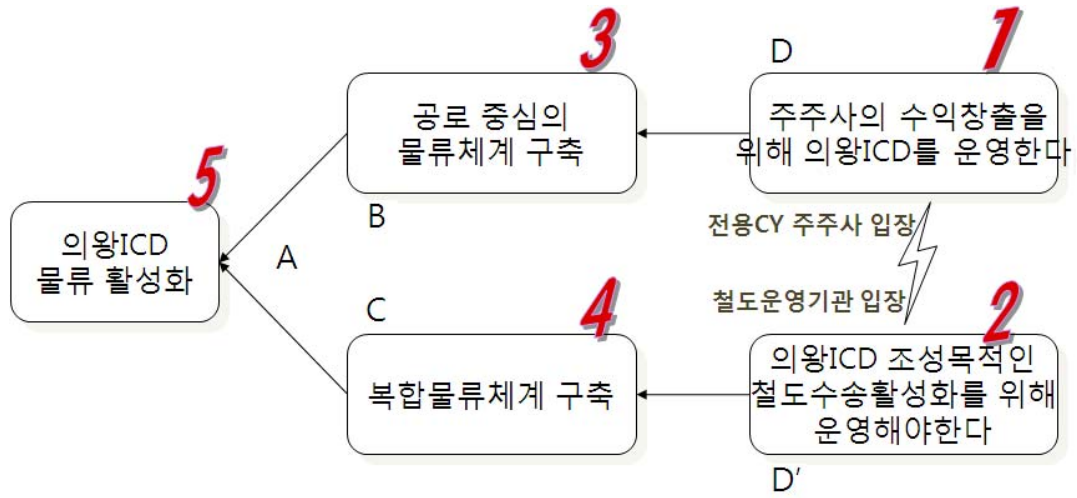 3
D
1
공로 중심의
물류체계 구축
주주사의 수익창출을
위해 의왕ICD를 운영한다
5
B
전용CY 주주사 입장
의왕ICD
물류 활성화
A
철도운영기관 입장
C
4
2
복합물류체계 구축
의왕ICD 조성목적인
철도수송활성화를 위해
운영해야한다
D′